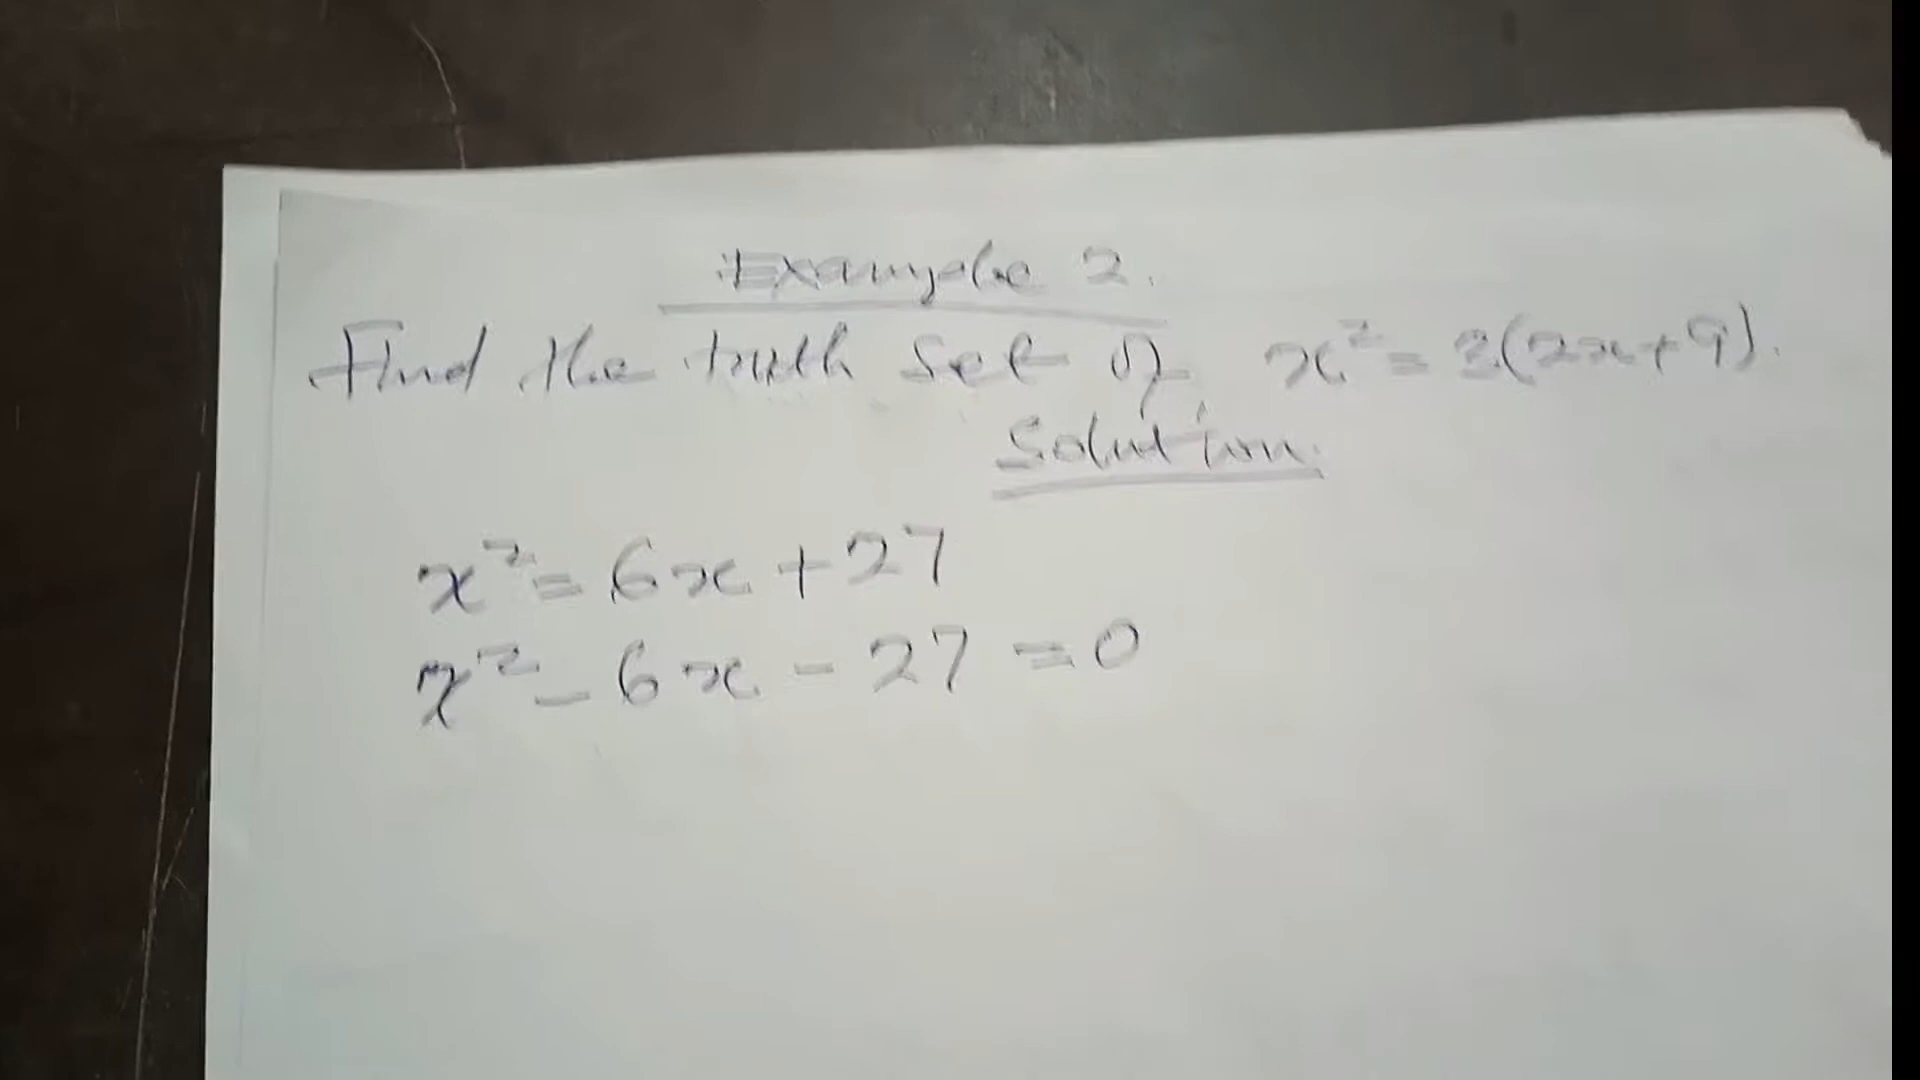 Example 2.
Find the truth set of x² = 3(2x+9).
Solution.
x² = 6x + 27
x² - 6x - 27 = 0